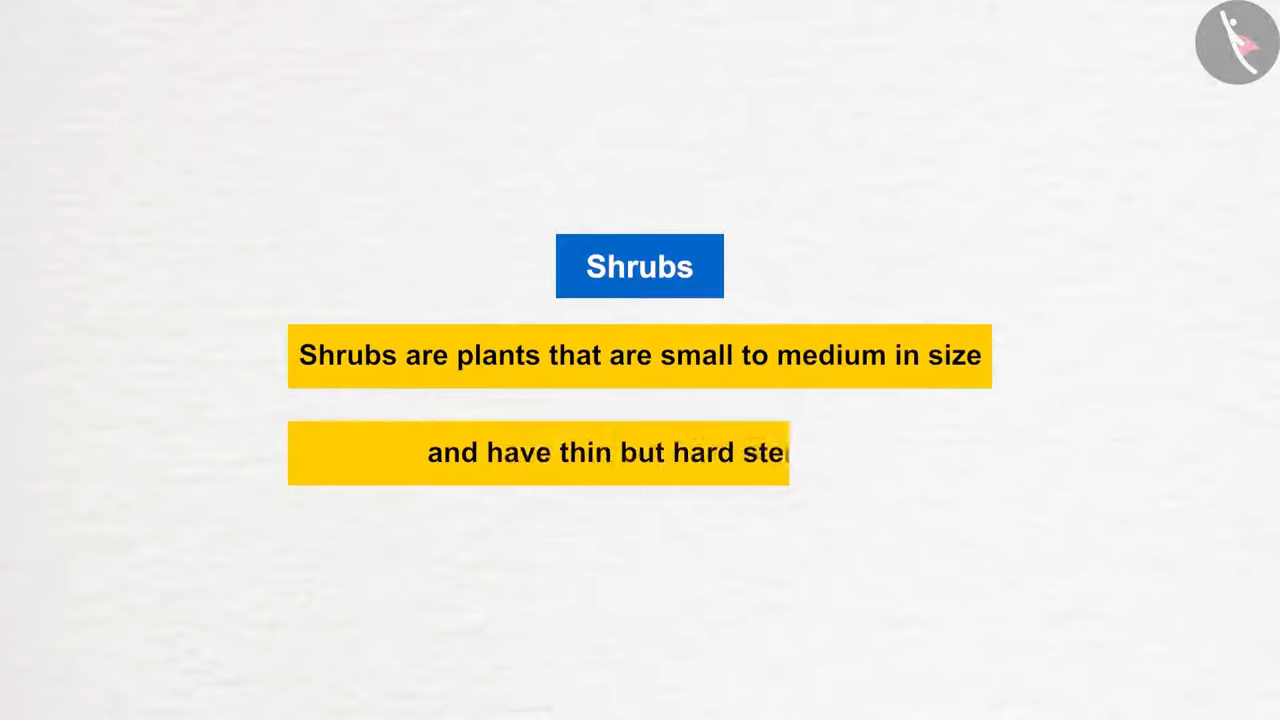 Shrubs
Shrubs are plants that are small to medium in size
and have thin but hard